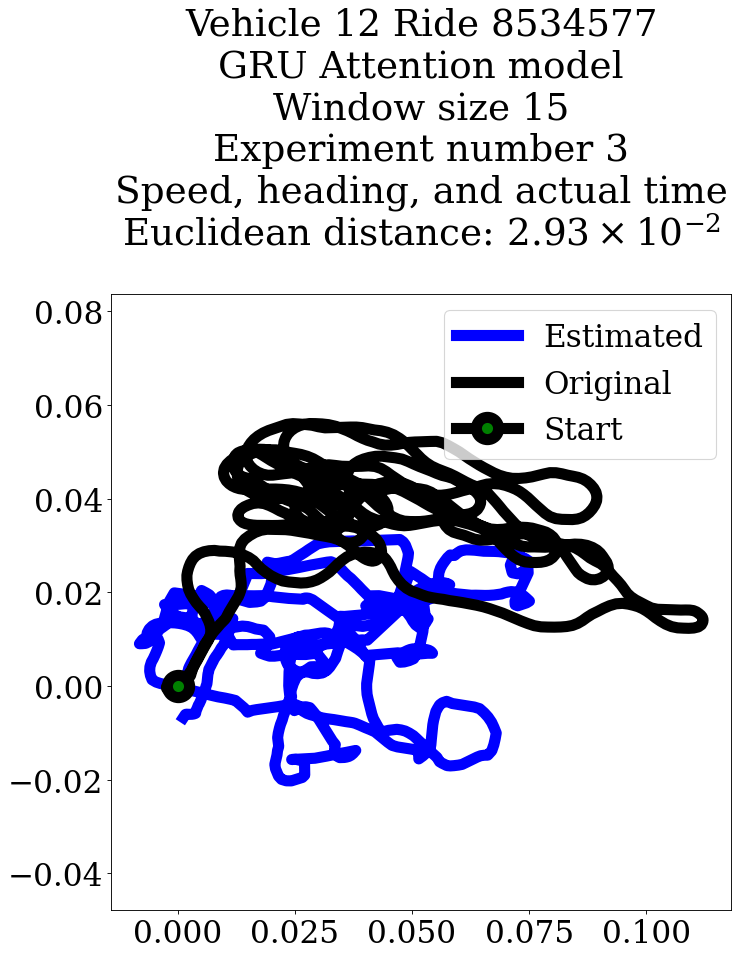 Vehicle 12 Ride 8534577
GRU Attention model
Window size 15
Experiment number 3
Speed, heading, and actual time
Euclidean distance: 2.93 × 10⁻²
Estimated
Original
Start
0.08
0.06
0.04
0.02
0.00
−0.02
−0.04
0.000 0.025 0.050 0.075 0.100